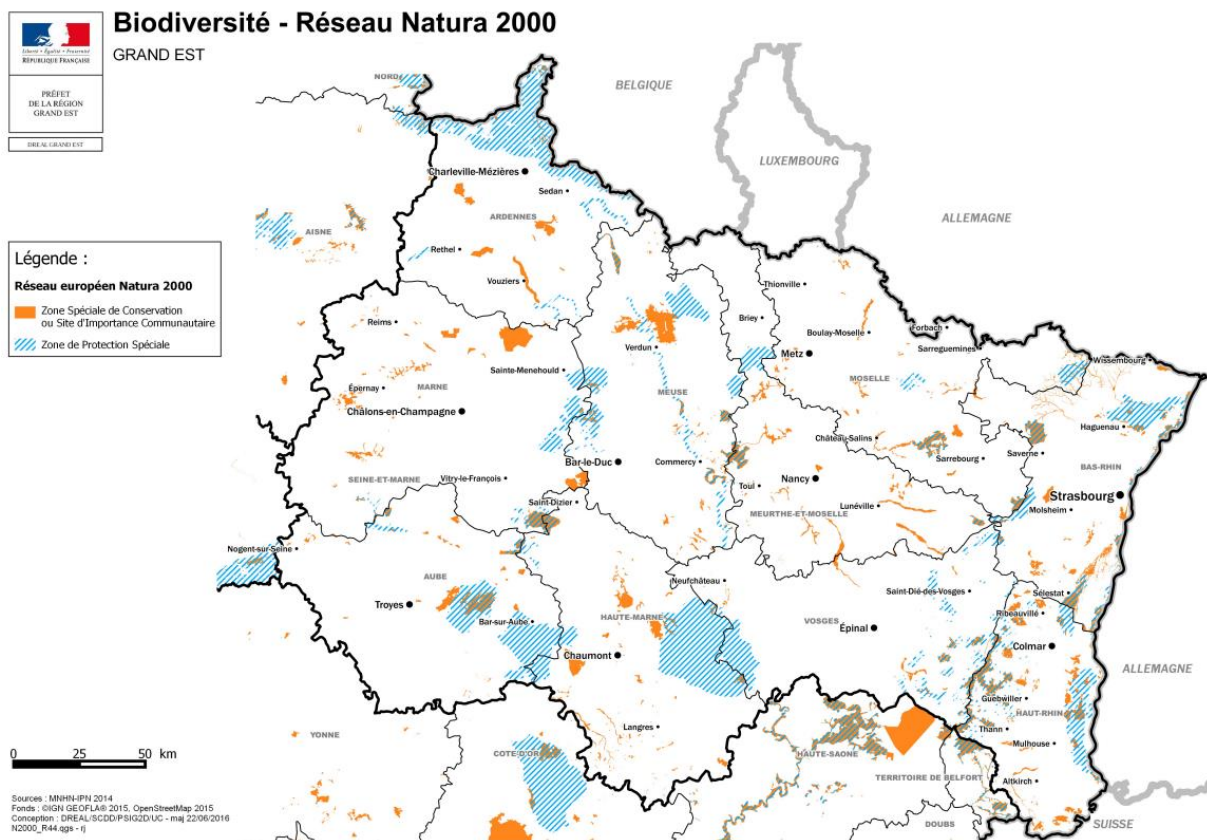 Biodiversité - Réseau Natura 2000
GRAND EST
Liberté • Égalité • Fraternité
RÉPUBLIQUE FRANÇAISE
PRÉFET
DE LA RÉGION
GRAND EST
DREAL GRAND EST
NORD
BELGIQUE
LUXEMBOURG
ALLEMAGNE
Charleville-Mézières
Sedan
ARDENNES
AISNE
Rethel
Vouziers
Légende :
Réseau européen Natura 2000
Zone Spéciale de Conservation
ou Site d'Importance Communautaire
Zone de Protection Spéciale
Thionville
Reims
Briey
Boulay-Moselle
Forbach
Sarreguemines
Verdun
Metz
Wissembourg
Sainte-Menehould
MOSELLE
Épernay
MARNE
MEUSE
Châlons-en-Champagne
Haguenau
Château-Salins
Sarrebourg
Saverne
Bar-le-Duc
Commercy
BAS-RHIN
SEINE-ET-MARNE
Vitry-le-François
Toul
Nancy
Strasbourg
Saint-Dizier
Lunéville
Molsheim
MEURTHE-ET-MOSELLE
Nogent-sur-Seine
AUBE
Neufchâteau
Saint-Dié-des-Vosges
Sélestat
Troyes
Ribeauvillé
HAUTE-MARNE
Bar-sur-Aube
VOSGES
Épinal
Chaumont
Colmar
ALLEMAGNE
Guebwiller
HAUT-RHIN
Langres
Thann
YONNE
Mulhouse
COTE-D'OR
HAUTE-SAONE
TERRITOIRE DE BELFORT
Altkirch
DOUBS
SUISSE
0 25 50 km
Sources : MNHN-IPN 2014
Fonds : ©IGN GEOFLA® 2015, OpenStreetMap 2015
Conception : DREAL/SCDD/PSIG2D/UC - maj 22/06/2016
N2000_R44.qgs - rj